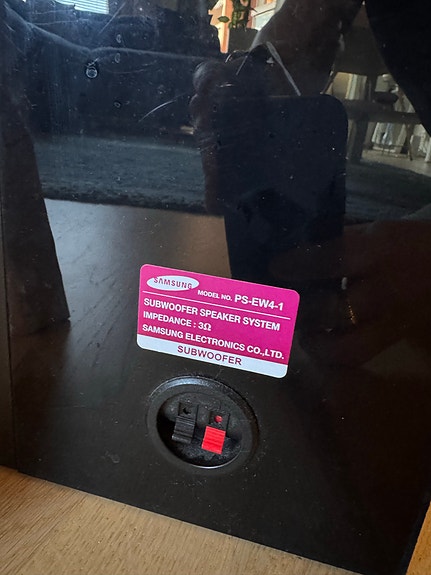 SAMSUNG MODEL NO. PS-EW4-1
SUBWOOFER SPEAKER SYSTEM
IMPEDANCE : 3Ω
SAMSUNG ELECTRONICS CO.,LTD.
SUBWOOFER